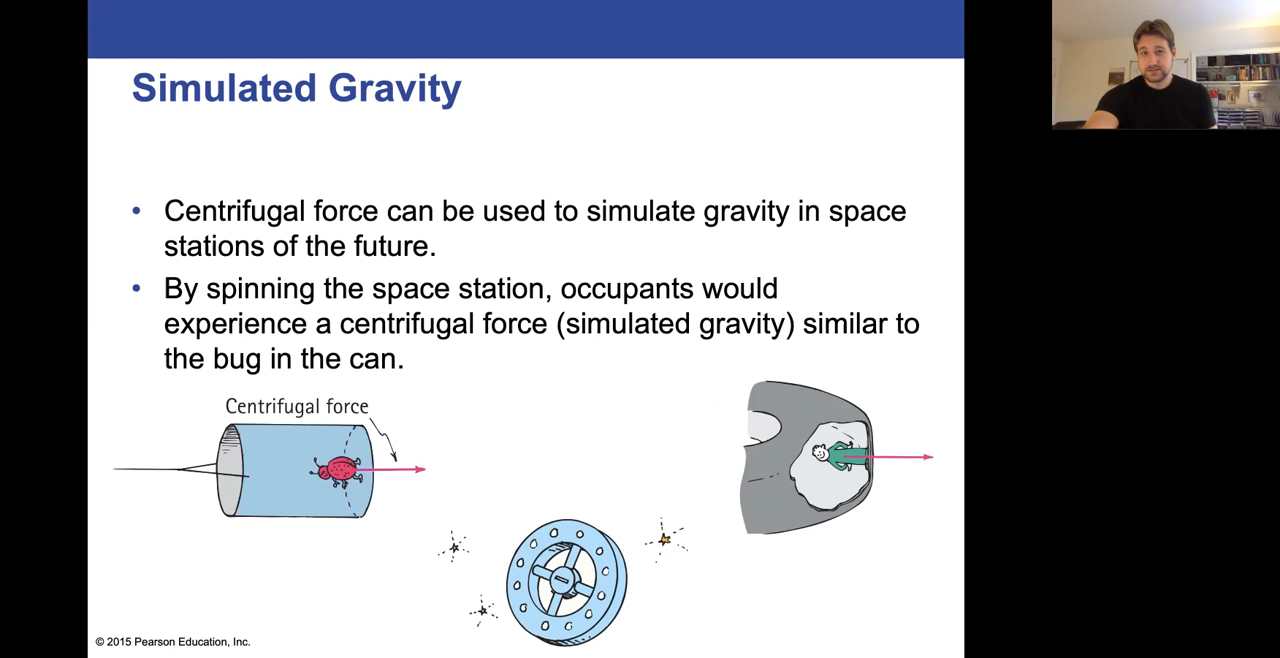 Simulated Gravity
• Centrifugal force can be used to simulate gravity in space
stations of the future.
• By spinning the space station, occupants would
experience a centrifugal force (simulated gravity) similar to
the bug in the can.
Centrifugal force
© 2015 Pearson Education, Inc.